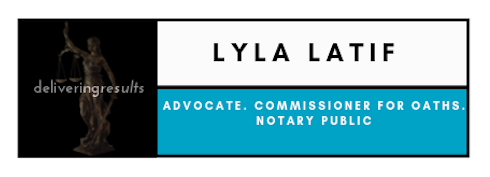 deliveringresults
LYLA LATIF
ADVOCATE. COMMISSIONER FOR OATHS.
NOTARY PUBLIC